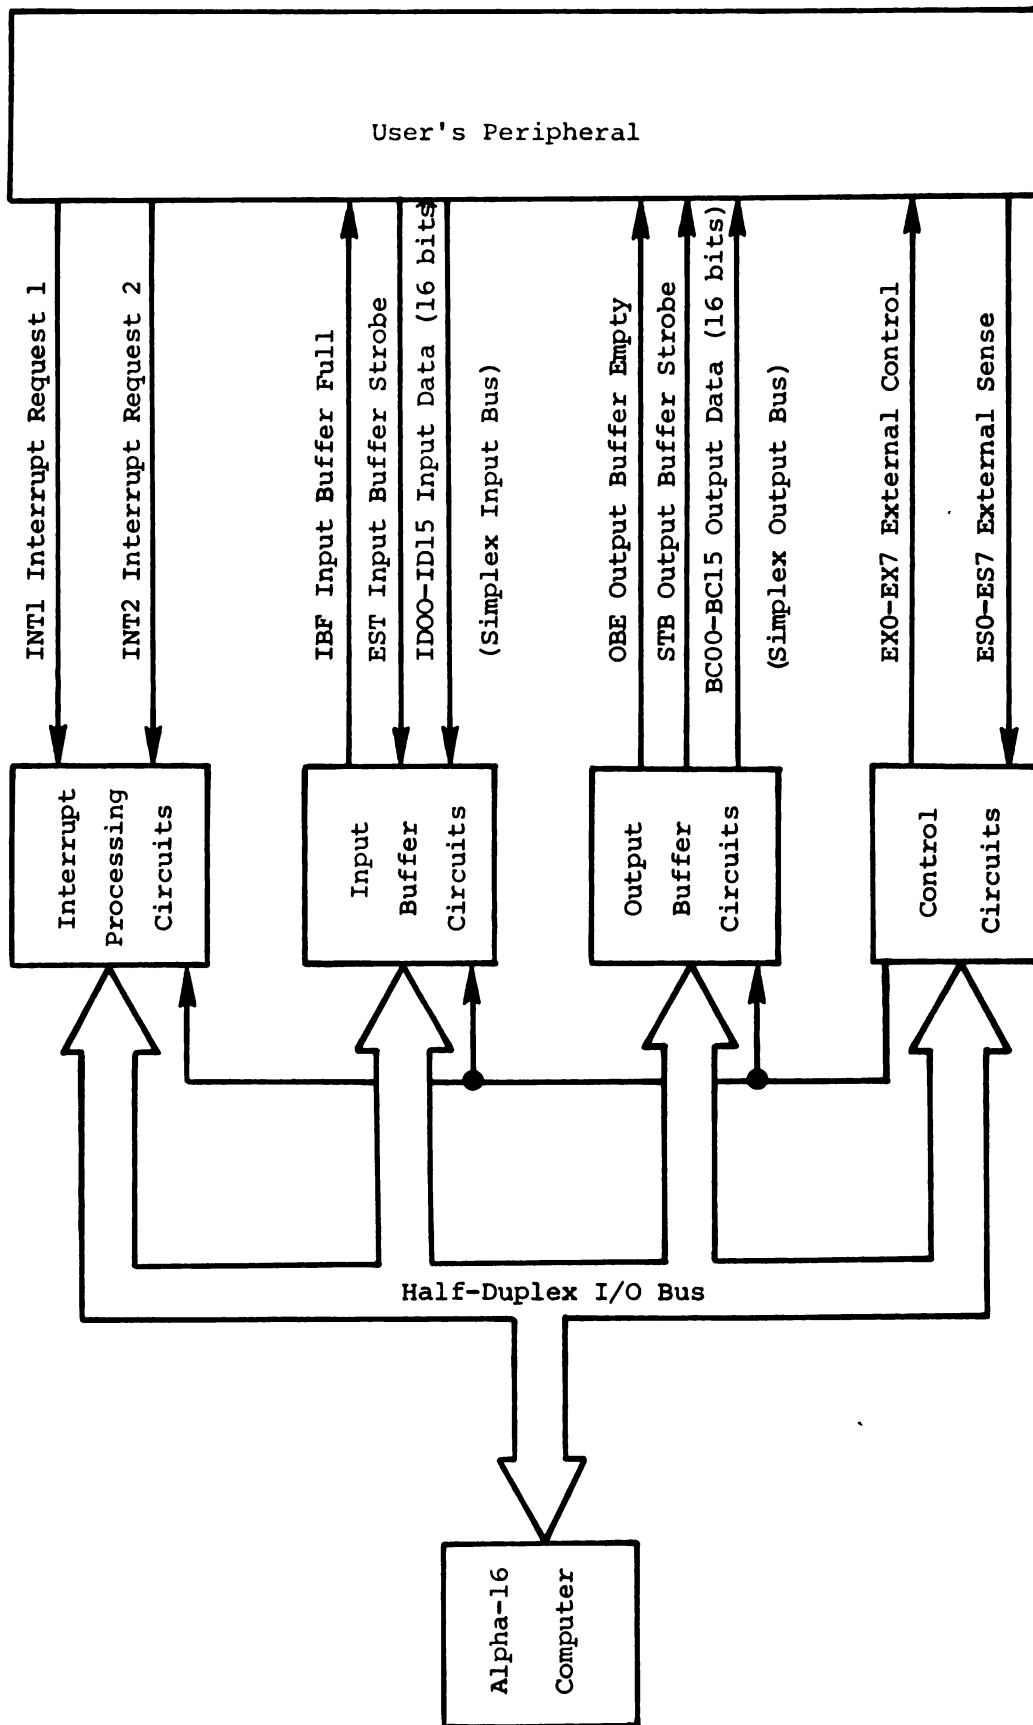 User's Peripheral
INT1 Interrupt Request 1
INT2 Interrupt Request 2
IBF Input Buffer Full
EST Input Buffer Strobe
IDOO-ID15 Input Data (16 bits)
(Simplex Input Bus)
OBE Output Buffer Empty
STB Output Buffer Strobe
BC00-BC15 Output Data (16 bits)
(Simplex Output Bus)
EX0-EX7 External Control
ES0-ES7 External Sense
Interrupt
Processing
Circuits
Input
Buffer
Circuits
Output
Buffer
Circuits
Control
Circuits
Half-Duplex I/O Bus
Alpha-16
Computer